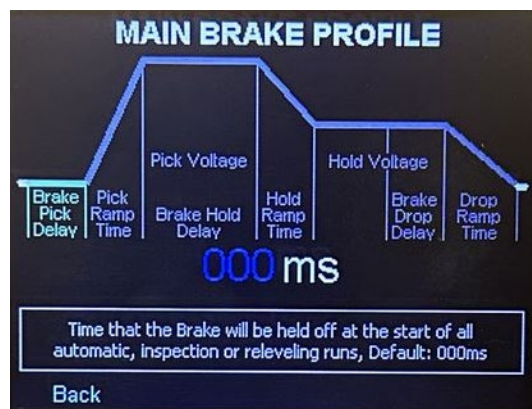 MAIN BRAKE PROFILE
Pick Voltage
Hold Voltage
Brake
Pick
Delay
Pick
Ramp
Time
Brake Hold
Delay
Hold
Ramp
Time
Brake
Drop
Delay
Drop
Ramp
Time
000 ms
Time that the Brake will be held off at the start of all
automatic, inspection or releveling runs, Default: 000ms
Back